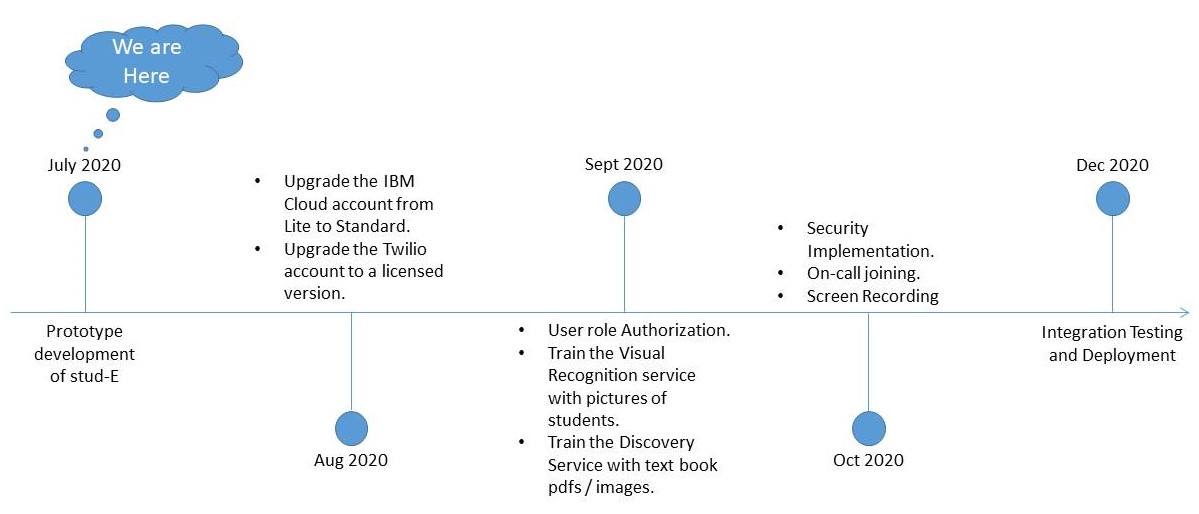 We are
Here
July 2020
Prototype
development
of stud-E
• Upgrade the IBM
Cloud account from
Lite to Standard.
• Upgrade the Twilio
account to a licensed
version.
Aug 2020
Sept 2020
• User role Authorization.
• Train the Visual
Recognition service
with pictures of
students.
• Train the Discovery
Service with text book
pdfs / images.
• Security
Implementation.
• On-call joining.
• Screen Recording
Oct 2020
Dec 2020
Integration Testing
and Deployment